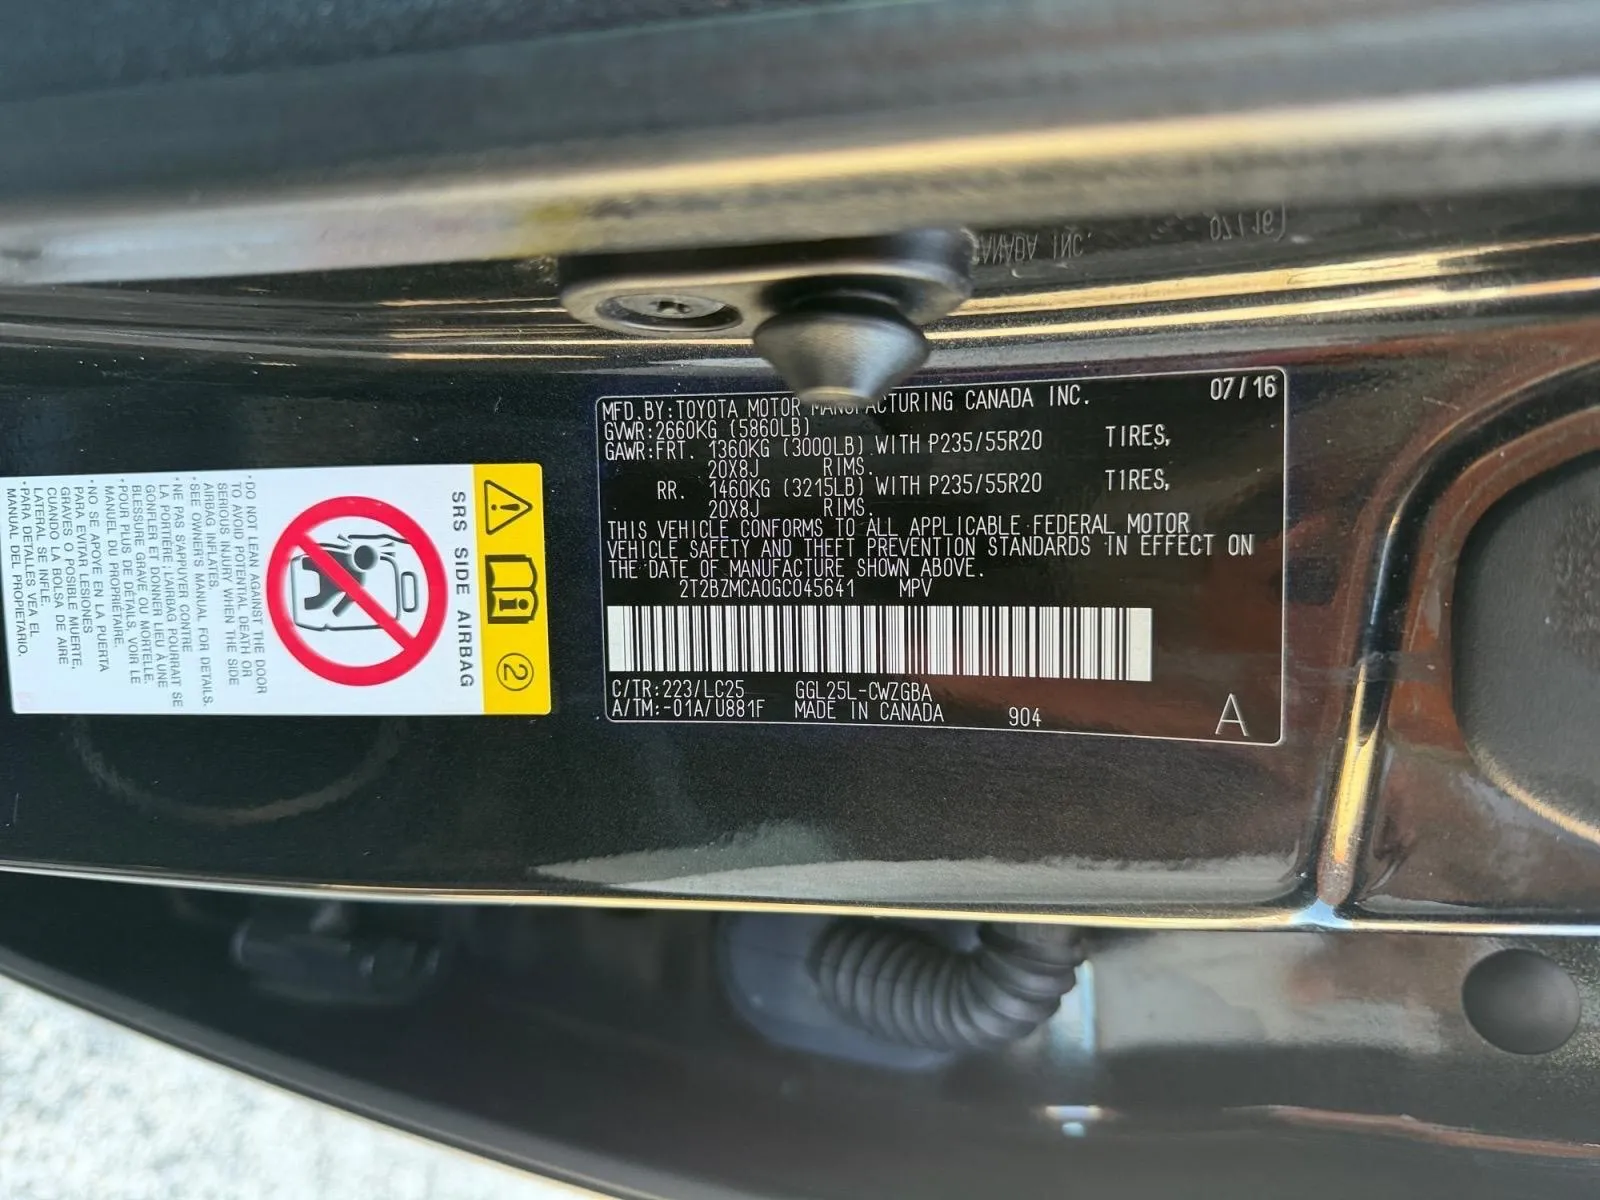 MFD.BY:TOYOTA MOTOR MANUFACTURING CANADA INC. 07/16
GVWR:2660KG (5860LB)
GAWR:FRT. 1360KG (3000LB) WITH P235/55R20 TIRES,
20X8J RIMS.
RR. 1460KG (3215LB) WITH P235/55R20 TIRES,
20X8J RIMS.
THIS VEHICLE CONFORMS TO ALL APPLICABLE FEDERAL MOTOR
VEHICLE SAFETY AND THEFT PREVENTION STANDARDS IN EFFECT ON
THE DATE OF MANUFACTURE SHOWN ABOVE.
2T2BZMCA0GC045641 MPV
C/TR:223/LC25 GGL25L-CWZGBA
A/TM:-01A/U881F MADE IN CANADA 904 A
SRS SIDE AIRBAG
2
•DO NOT LEAN AGAINST THE DOOR
TO AVOID POTENTIAL DEATH OR
SERIOUS INJURY WHEN THE SIDE
AIRBAG INFLATES.
•SEE OWNER'S MANUAL FOR DETAILS.
•NE PAS S'APPUYER CONTRE
LA PORTIÈRE; L'AIRBAG POURRAIT SE
GONFLER ET DONNER LIEU À UNE
BLESSURE GRAVE OU MORTELLE.
•POUR PLUS DE DÉTAILS, VOIR LE
MANUEL DU PROPRIÉTAIRE.
•NO SE APOYE EN LA PUERTA
PARA EVITAR LESIONES
GRAVES O POSIBLE MUERTE,
CUANDO LA BOLSA DE AIRE
LATERAL SE INFLE.
•PARA DETALLES VEA EL
MANUAL DEL PROPIETARIO.